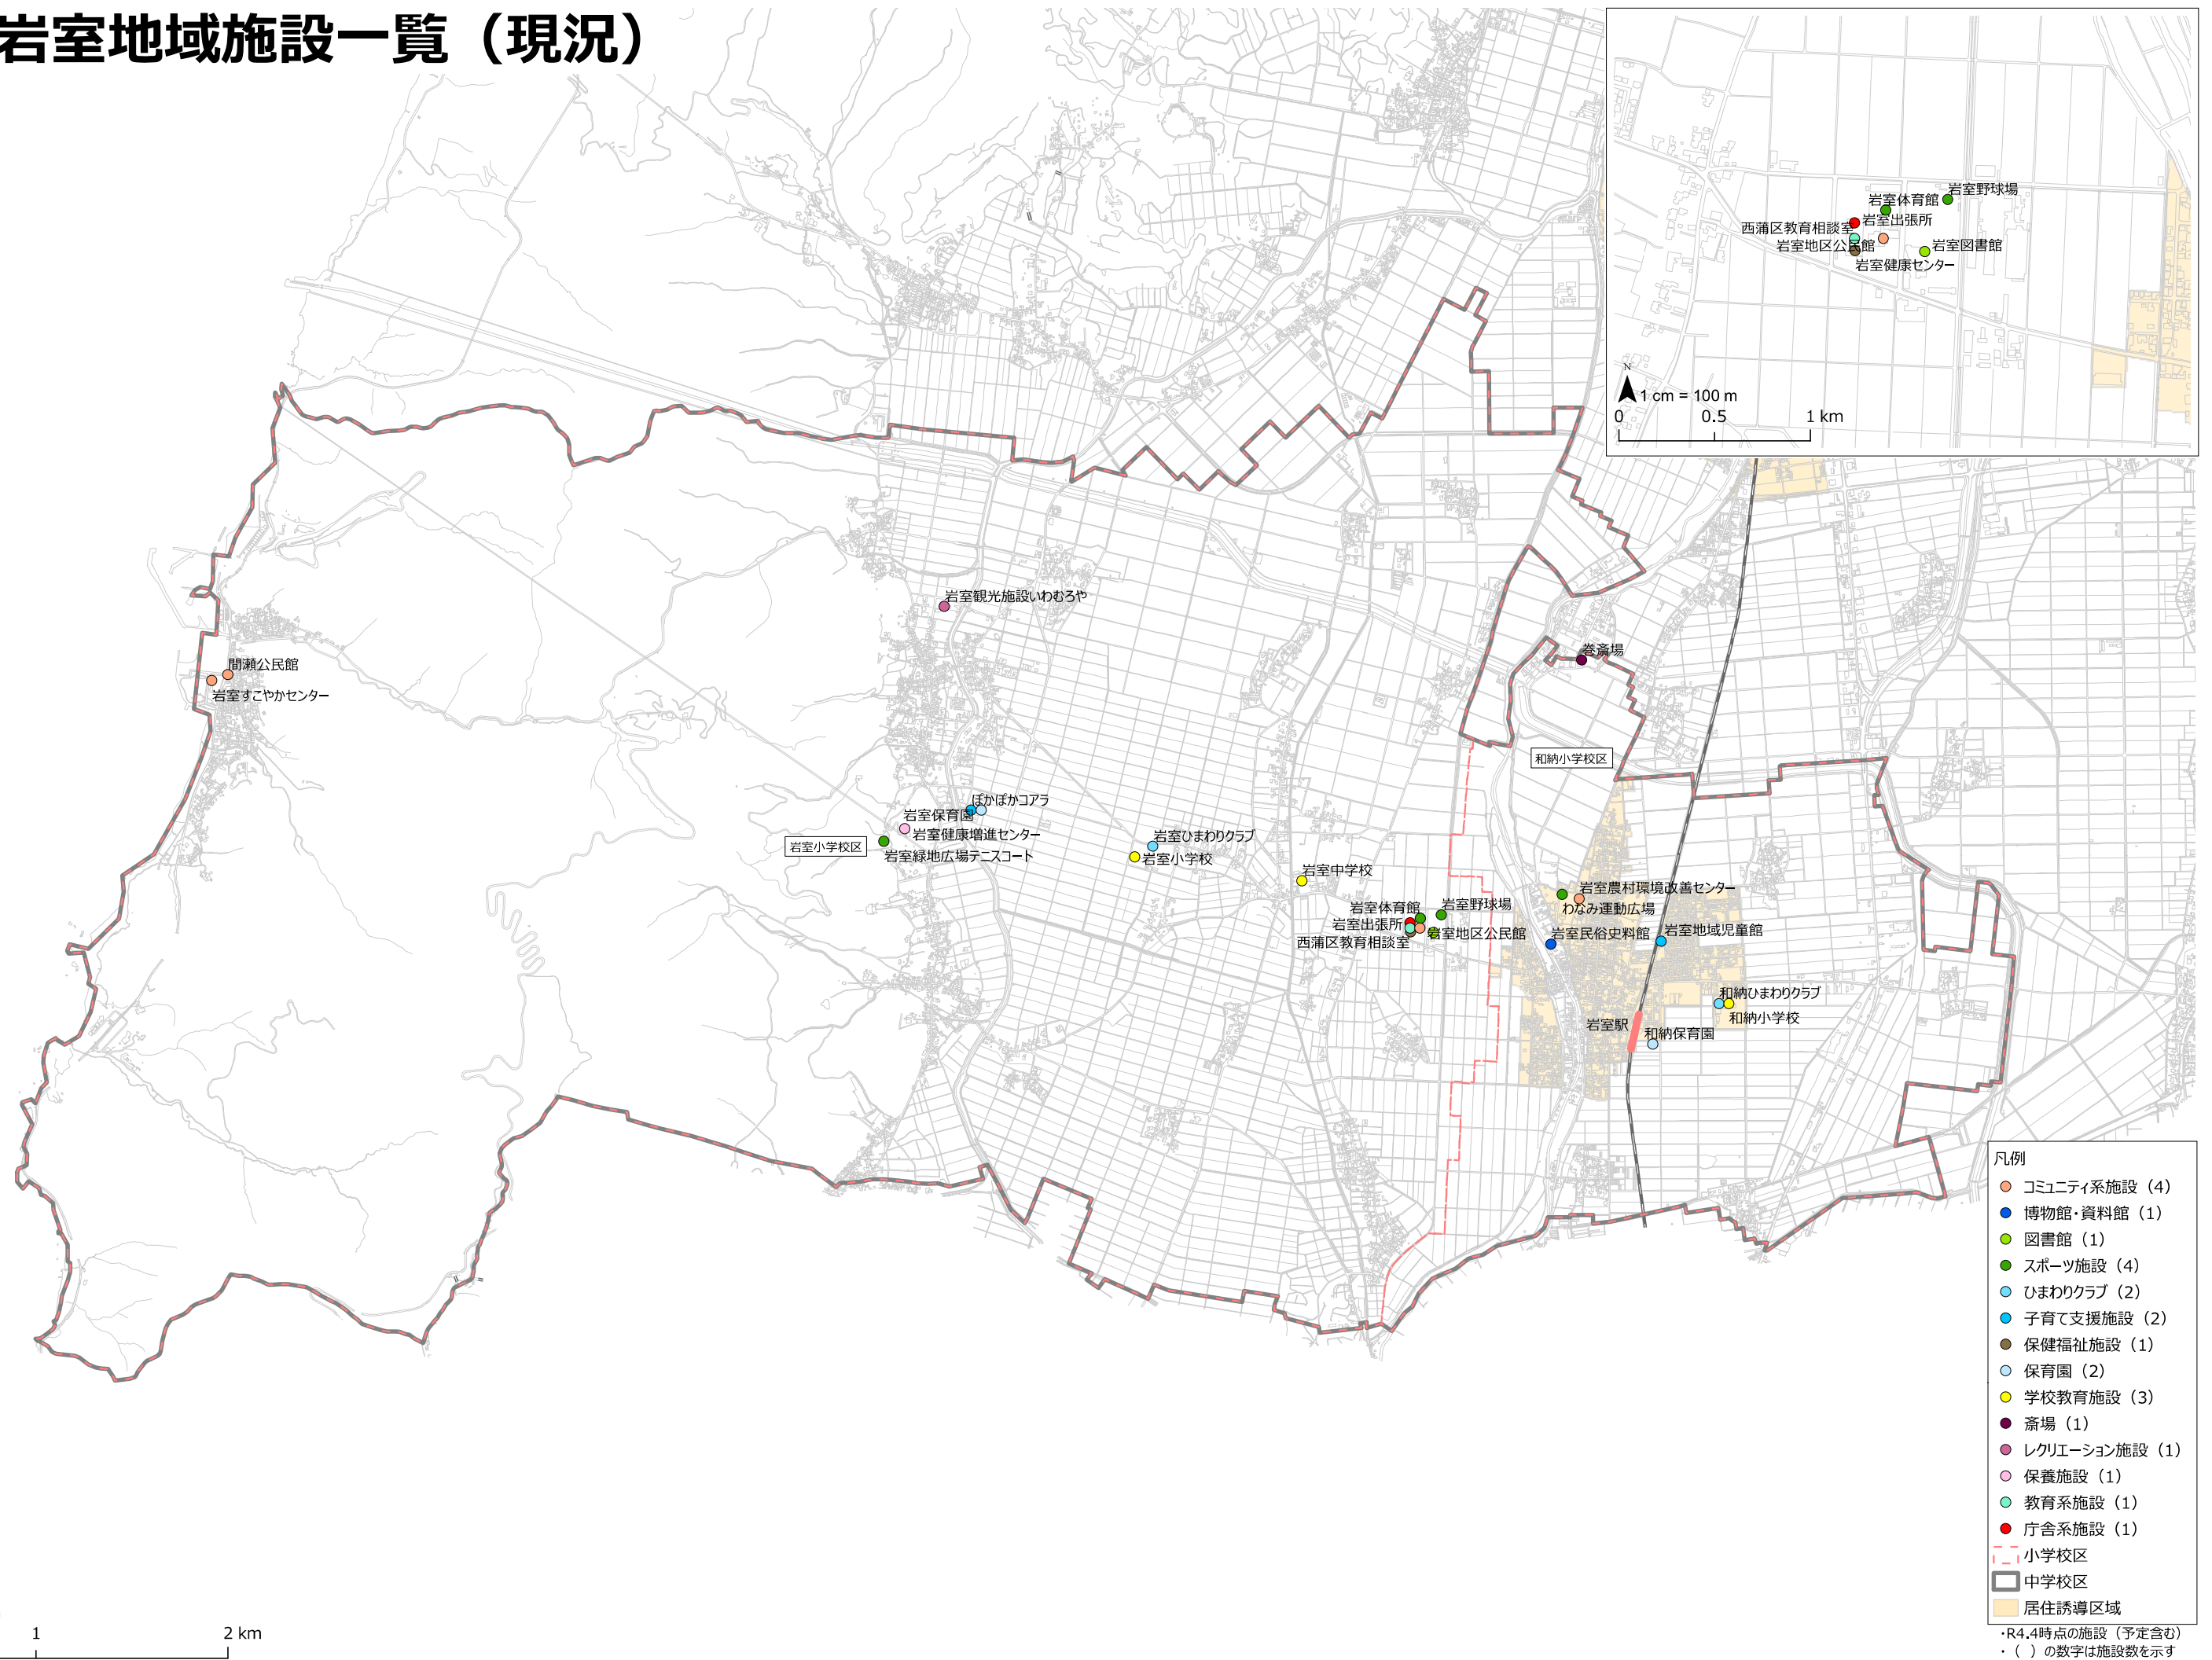 岩室地域施設一覧（現況）
岩室野球場
岩室体育館
岩室出張所
西蒲区教育相談室
岩室地区公民館
岩室図書館
岩室健康センター
N
1 cm = 100 m
0 0.5 1 km
岩室観光施設いわむろや
巻斎場
間瀬公民館
岩室すこやかセンター
和納小学校区
ぽかぽかコアラ
岩室保育園
岩室健康増進センター
岩室小学校区
岩室緑地広場テニスコート
岩室ひまわりクラブ
岩室小学校
岩室中学校
岩室農村環境改善センター
わなみ運動広場
岩室体育館
岩室野球場
岩室出張所
岩室地区公民館
西蒲区教育相談室
岩室民俗史料館
岩室地域児童館
和納ひまわりクラブ
和納小学校
岩室駅
和納保育園
凡例
コミュニティ系施設（4）
博物館・資料館（1）
図書館（1）
スポーツ施設（4）
ひまわりクラブ（2）
子育て支援施設（2）
保健福祉施設（1）
保育園（2）
学校教育施設（3）
斎場（1）
レクリエーション施設（1）
保養施設（1）
教育系施設（1）
庁舎系施設（1）
小学校区
中学校区
居住誘導区域
・R4.4時点の施設（予定含む）
・（　）の数字は施設数を示す
1 2 km